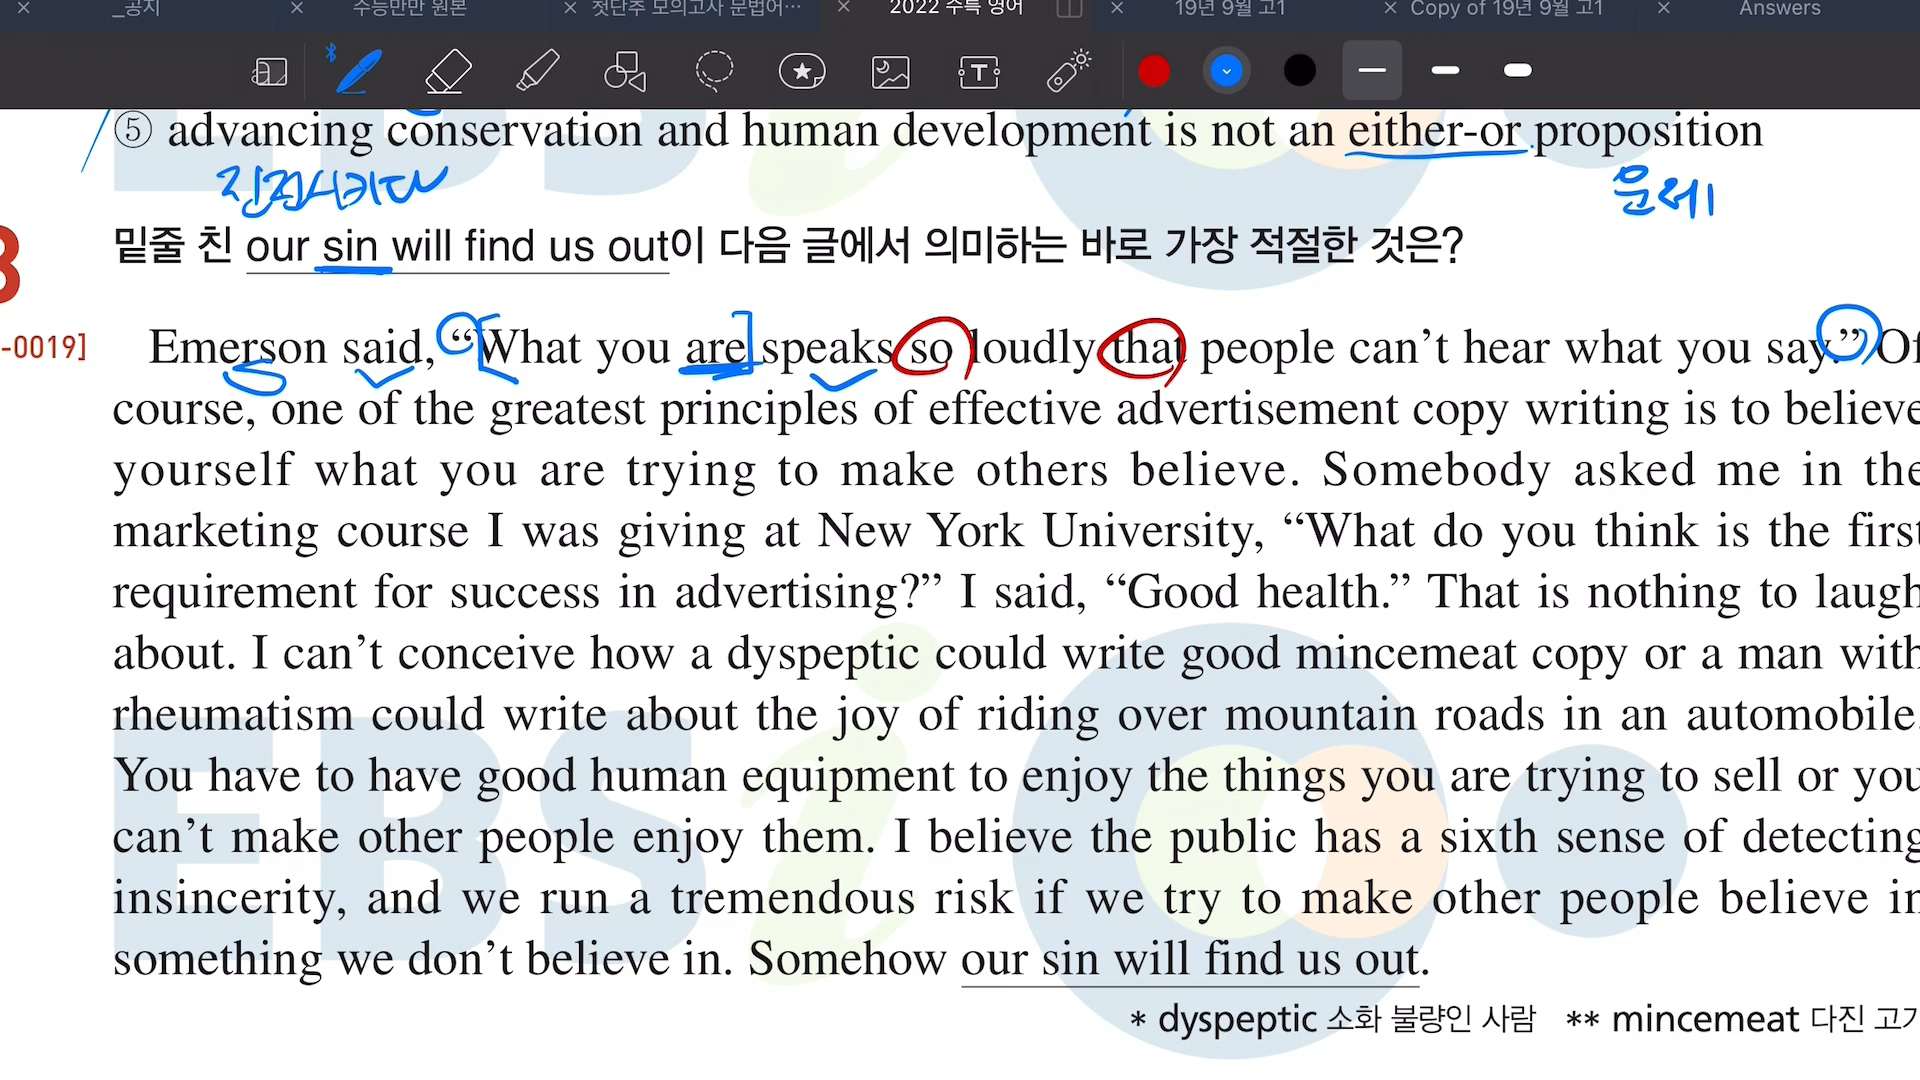 _공지 수능만만 원본 첫단추 모의고사 문법어… 2022 수특 영어 19년 9월 고1 Copy of 19년 9월 고1 Answers
⑤ advancing conservation and human development is not an either-or proposition
진전시키다 문제
밑줄 친 our sin will find us out이 다음 글에서 의미하는 바로 가장 적절한 것은?
-0019] Emerson said, “What you are speaks so loudly that people can’t hear what you say.” Of
course, one of the greatest principles of effective advertisement copy writing is to believe
yourself what you are trying to make others believe. Somebody asked me in the
marketing course I was giving at New York University, “What do you think is the first
requirement for success in advertising?” I said, “Good health.” That is nothing to laugh
about. I can’t conceive how a dyspeptic could write good mincemeat copy or a man with
rheumatism could write about the joy of riding over mountain roads in an automobile.
You have to have good human equipment to enjoy the things you are trying to sell or you
can’t make other people enjoy them. I believe the public has a sixth sense of detecting
insincerity, and we run a tremendous risk if we try to make other people believe in
something we don’t believe in. Somehow our sin will find us out.
* dyspeptic 소화 불량인 사람 ** mincemeat 다진 고기
EBSi
EBSi